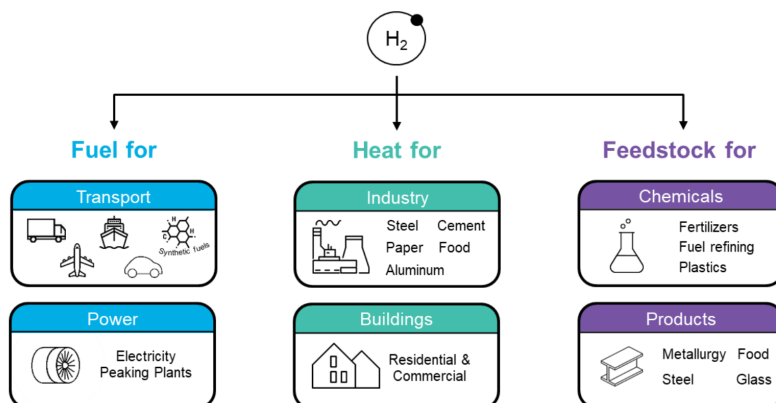 H₂
Fuel for
Heat for
Feedstock for
Transport
C H H
Synthetic fuels
Industry
Steel Cement
Paper Food
Aluminum
Chemicals
Fertilizers
Fuel refining
Plastics
Power
Electricity
Peaking Plants
Buildings
Residential &
Commercial
Products
Metallurgy Food
Steel Glass